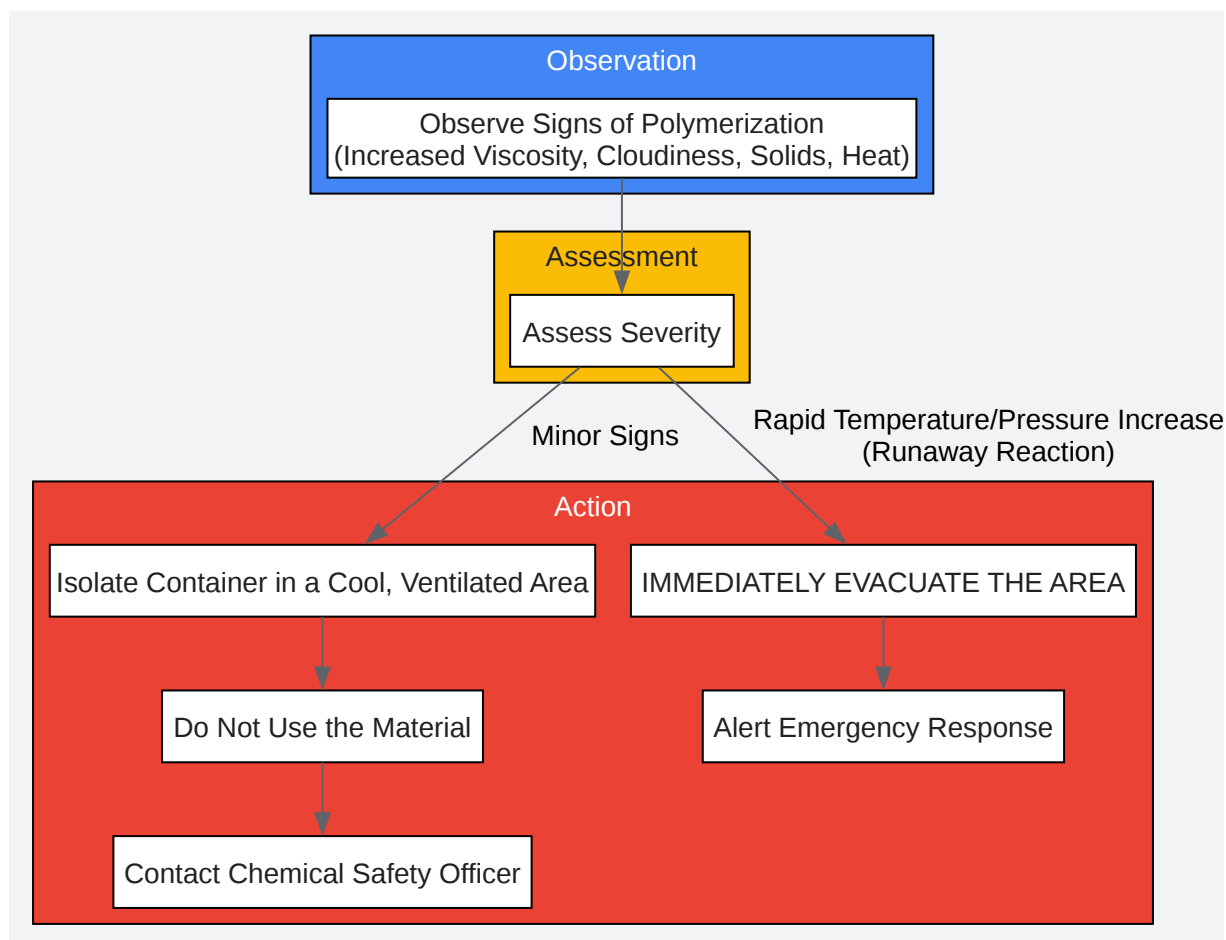 Observation
Observe Signs of Polymerization
(Increased Viscosity, Cloudiness, Solids, Heat)
Assessment
Assess Severity
Minor Signs
Rapid Temperature/Pressure Increase
(Runaway Reaction)
Action
Isolate Container in a Cool, Ventilated Area
IMMEDIATELY EVACUATE THE AREA
Do Not Use the Material
Alert Emergency Response
Contact Chemical Safety Officer